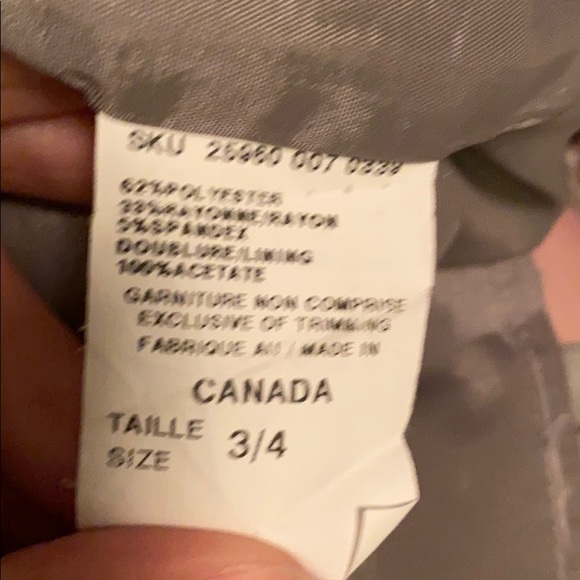 SKU 26960 007 0339
62%POLYESTER
33%RAYONNE/RAYON
5%SPANDEX
DOUBLURE/LINING
100%ACETATE
GARNITURE NON COMPRISE
EXCLUSIVE OF TRIMMING
FABRIQUE AU / MADE IN
CANADA
TAILLE 3/4
SIZE